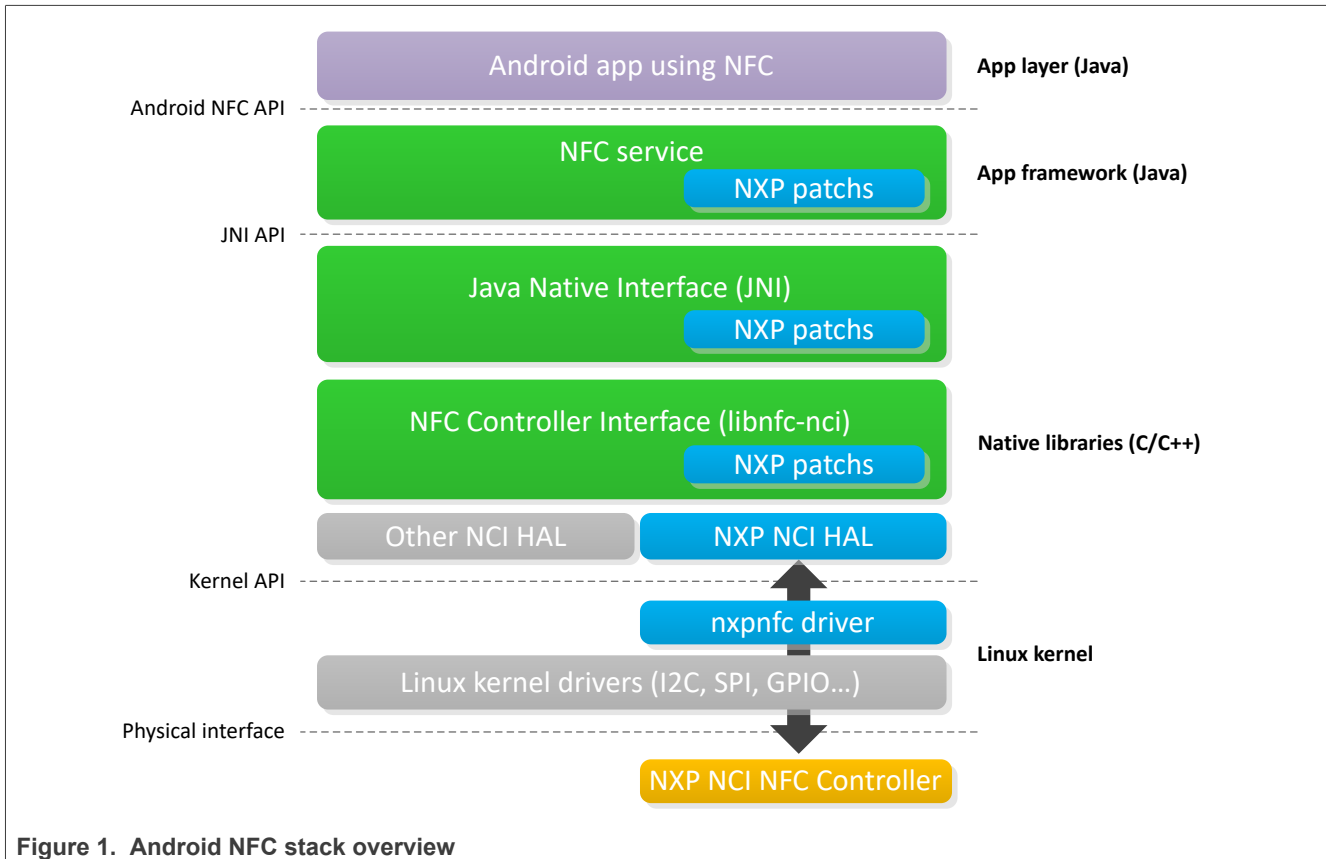 Android app using NFC
App layer (Java)
Android NFC API
NFC service
NXP patchs
App framework (Java)
JNI API
Java Native Interface (JNI)
NXP patchs
NFC Controller Interface (libnfc-nci)
NXP patchs
Native libraries (C/C++)
Other NCI HAL
NXP NCI HAL
Kernel API
nxpnfc driver
Linux kernel
Linux kernel drivers (I2C, SPI, GPIO...)
Physical interface
NXP NCI NFC Controller
Figure 1. Android NFC stack overview